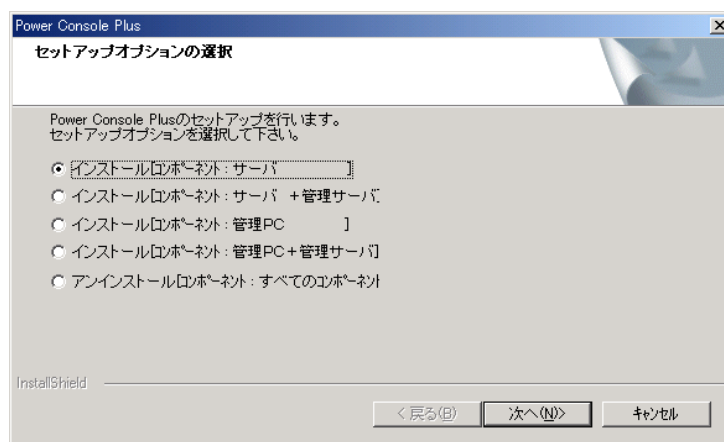 Power Console Plus
セットアップオプションの選択
Power Console Plusのセットアップを行います。
セットアップオプションを選択して下さい。
インストール[ｺﾝﾎﾟｰﾈﾝﾄ : サーバ ]
インストール[ｺﾝﾎﾟｰﾈﾝﾄ : サーバ +管理サーバ]
インストール[ｺﾝﾎﾟｰﾈﾝﾄ : 管理PC ]
インストール[ｺﾝﾎﾟｰﾈﾝﾄ : 管理PC+管理サーバ]
アンインストール[ｺﾝﾎﾟｰﾈﾝﾄ : すべてのｺﾝﾎﾟｰﾈﾝﾄ
InstallShield
< 戻る(B)
次へ(N)>
ｷｬﾝｾﾙ